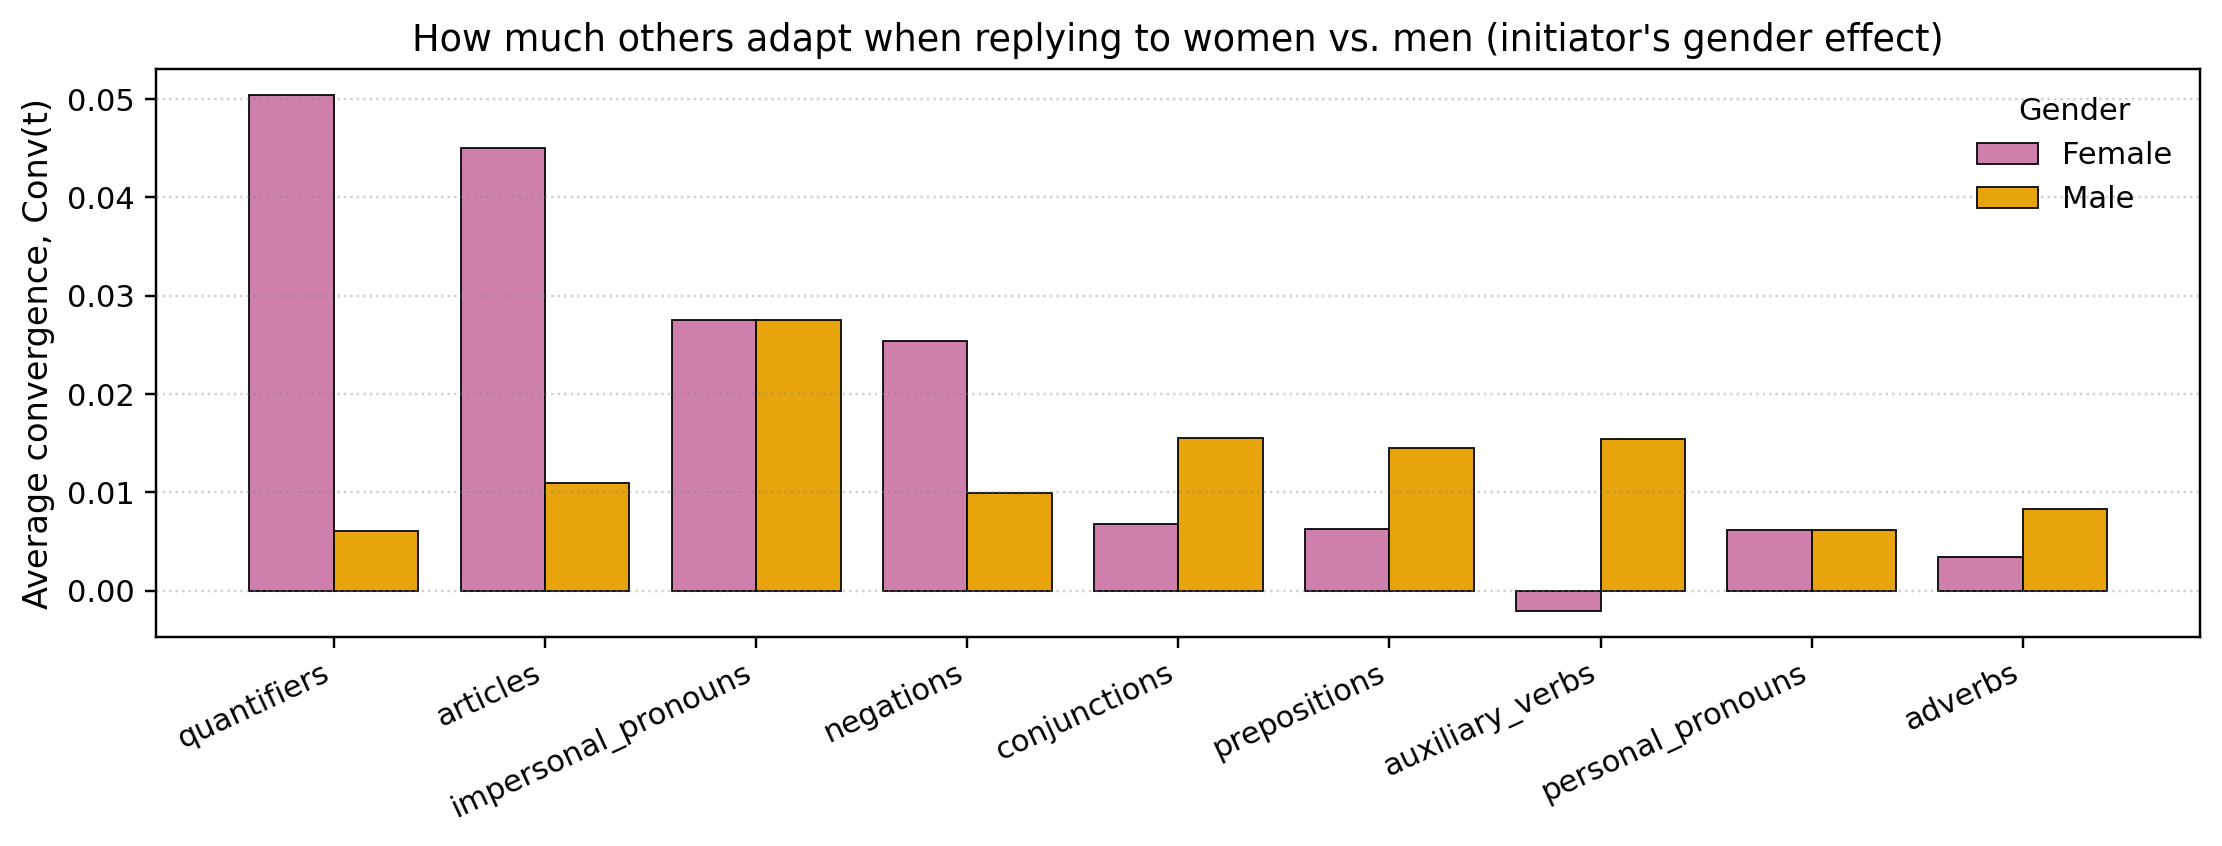 How much others adapt when replying to women vs. men (initiator's gender effect)
Average convergence, Conv(t)
0.05
0.04
0.03
0.02
0.01
0.00
Gender
Female
Male
quantifiers
articles
impersonal_pronouns
negations
conjunctions
prepositions
auxiliary_verbs
personal_pronouns
adverbs